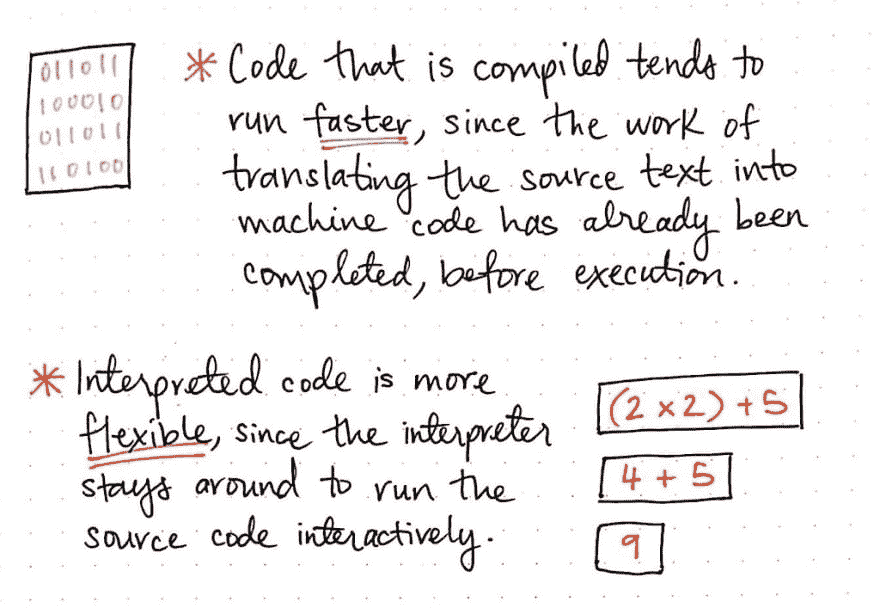 011011
100010
011011
110100
* Code that is compiled tends to
run faster, since the work of
translating the source text into
machine code has already been
completed, before execution.
* Interpreted code is more
flexible, since the interpreter
stays around to run the
source code interactively.
(2 x 2) + 5
4 + 5
9